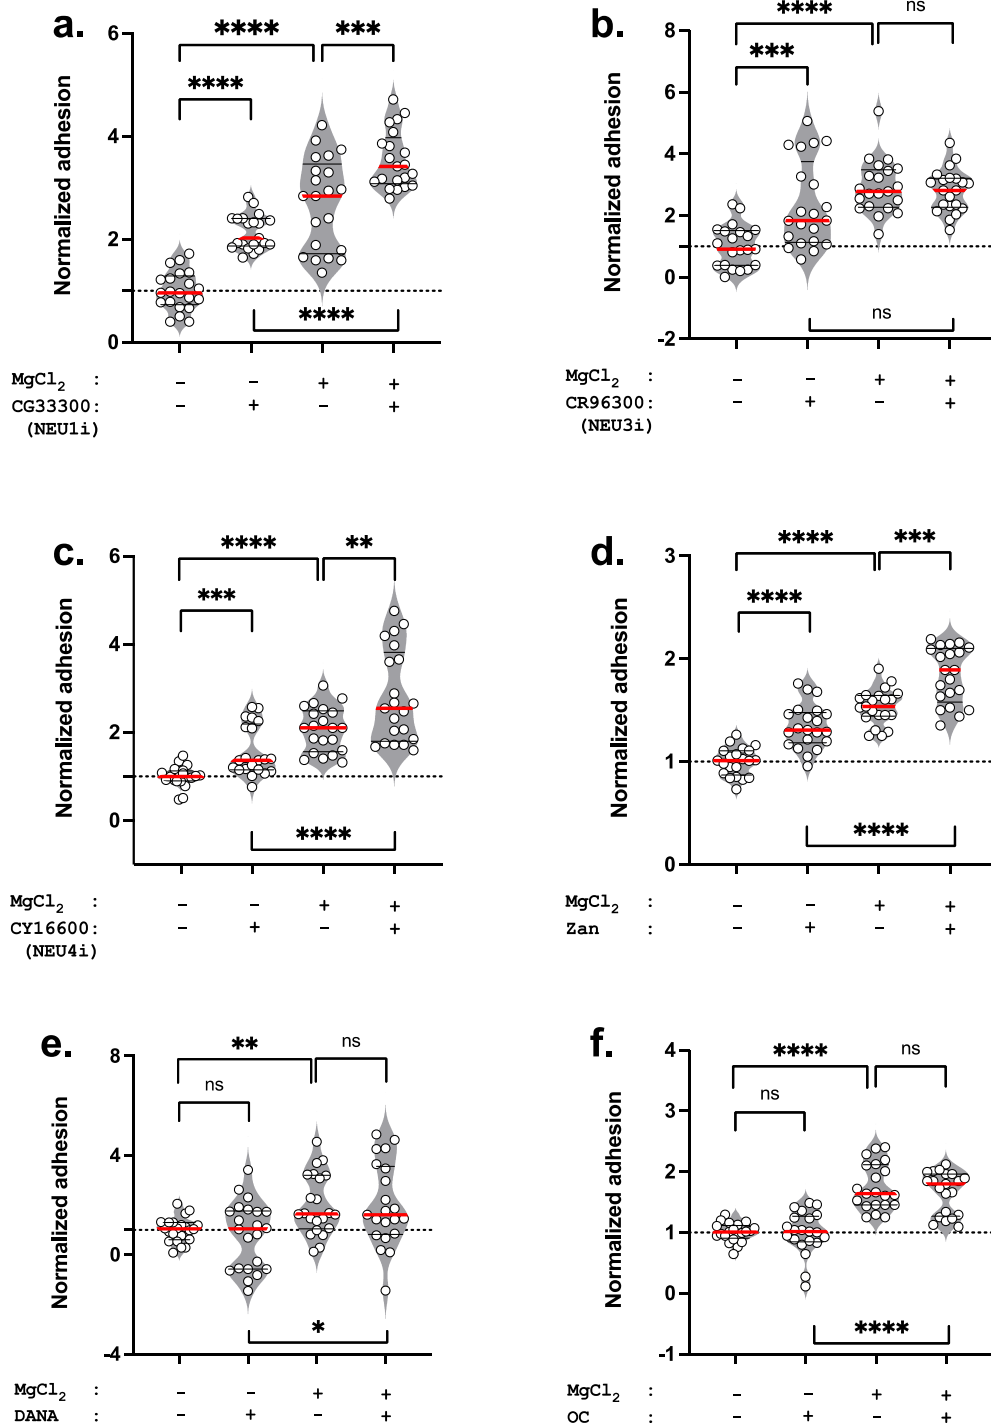 a.
Normalized adhesion
6
4
2
0
**** ***
****
****
MgCl2 : – – + +
CG33300: – + – +
(NEU1i)
b.
Normalized adhesion
8
6
4
2
0
-2
**** ns
***
ns
MgCl2 : – – + +
CR96300: – + – +
(NEU3i)
c.
Normalized adhesion
6
4
2
0
**** **
***
****
MgCl2 : – – + +
CY16600: – + – +
(NEU4i)
d.
Normalized adhesion
3
2
1
0
**** ***
****
****
MgCl2 : – – + +
Zan : – + – +
e.
Normalized adhesion
8
4
0
-4
** ns
ns
*
MgCl2 : – – + +
DANA : – + – +
f.
Normalized adhesion
4
3
2
1
0
-1
**** ns
ns
****
MgCl2 : – – + +
OC : – + – +